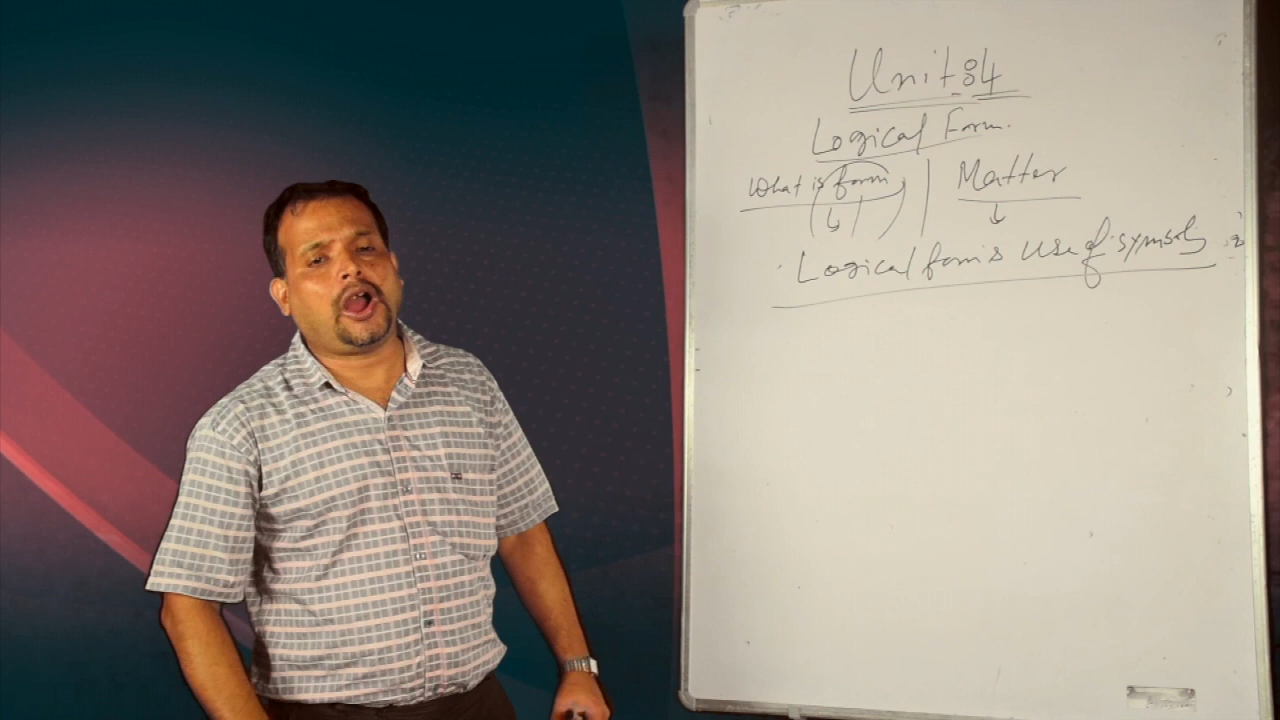 Unit:4
Logical Form.
What is form | Matter
Logical form is use of symbols